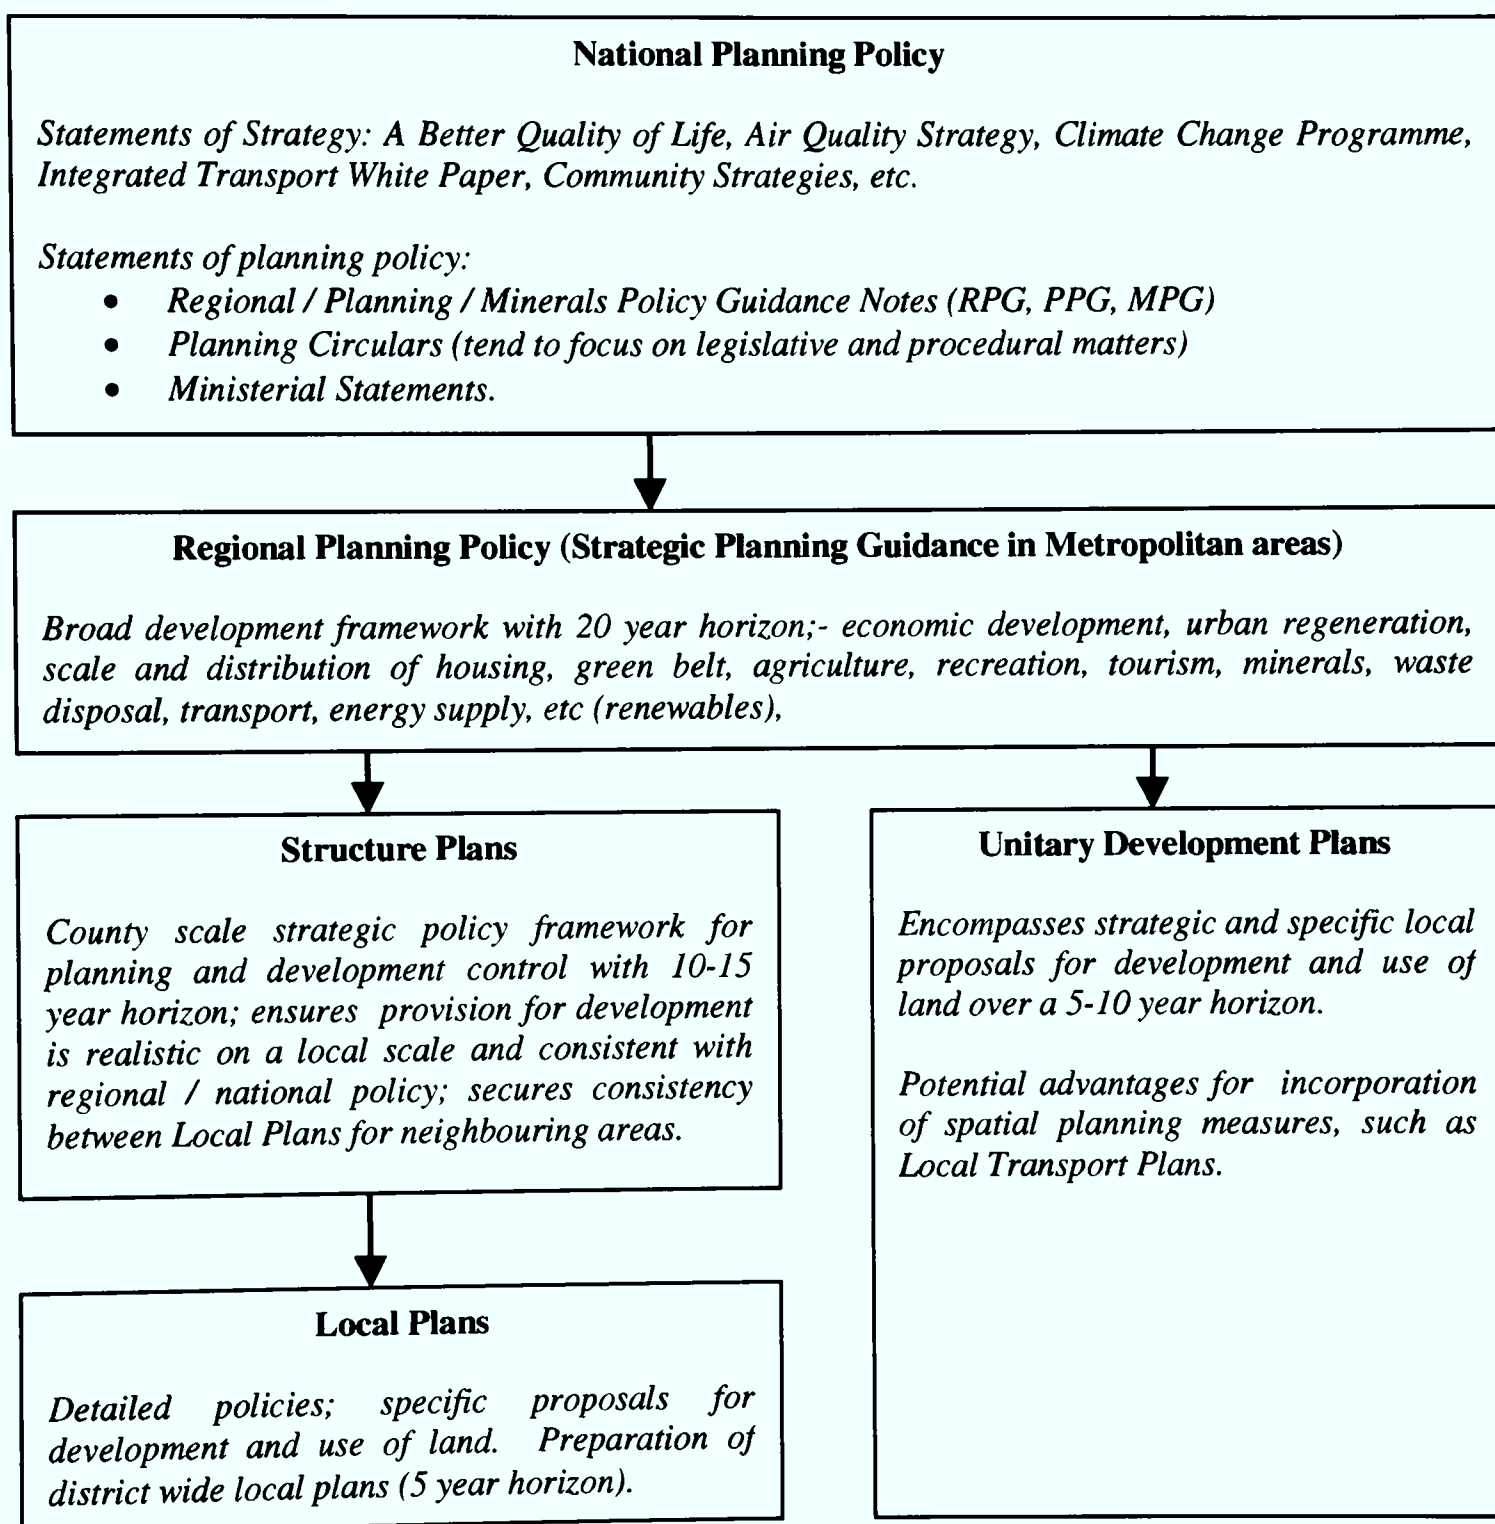 National Planning Policy
Statements of Strategy: A Better Quality of Life, Air Quality Strategy, Climate Change Programme,
Integrated Transport White Paper, Community Strategies, etc.
Statements of planning policy:
• Regional / Planning / Minerals Policy Guidance Notes (RPG, PPG, MPG)
• Planning Circulars (tend to focus on legislative and procedural matters)
• Ministerial Statements.
Regional Planning Policy (Strategic Planning Guidance in Metropolitan areas)
Broad development framework with 20 year horizon;- economic development, urban regeneration,
scale and distribution of housing, green belt, agriculture, recreation, tourism, minerals, waste
disposal, transport, energy supply, etc (renewables),
Structure Plans
County scale strategic policy framework for
planning and development control with 10-15
year horizon; ensures provision for development
is realistic on a local scale and consistent with
regional / national policy; secures consistency
between Local Plans for neighbouring areas.
Unitary Development Plans
Encompasses strategic and specific local
proposals for development and use of
land over a 5-10 year horizon.
Potential advantages for incorporation
of spatial planning measures, such as
Local Transport Plans.
Local Plans
Detailed policies; specific proposals for
development and use of land. Preparation of
district wide local plans (5 year horizon).